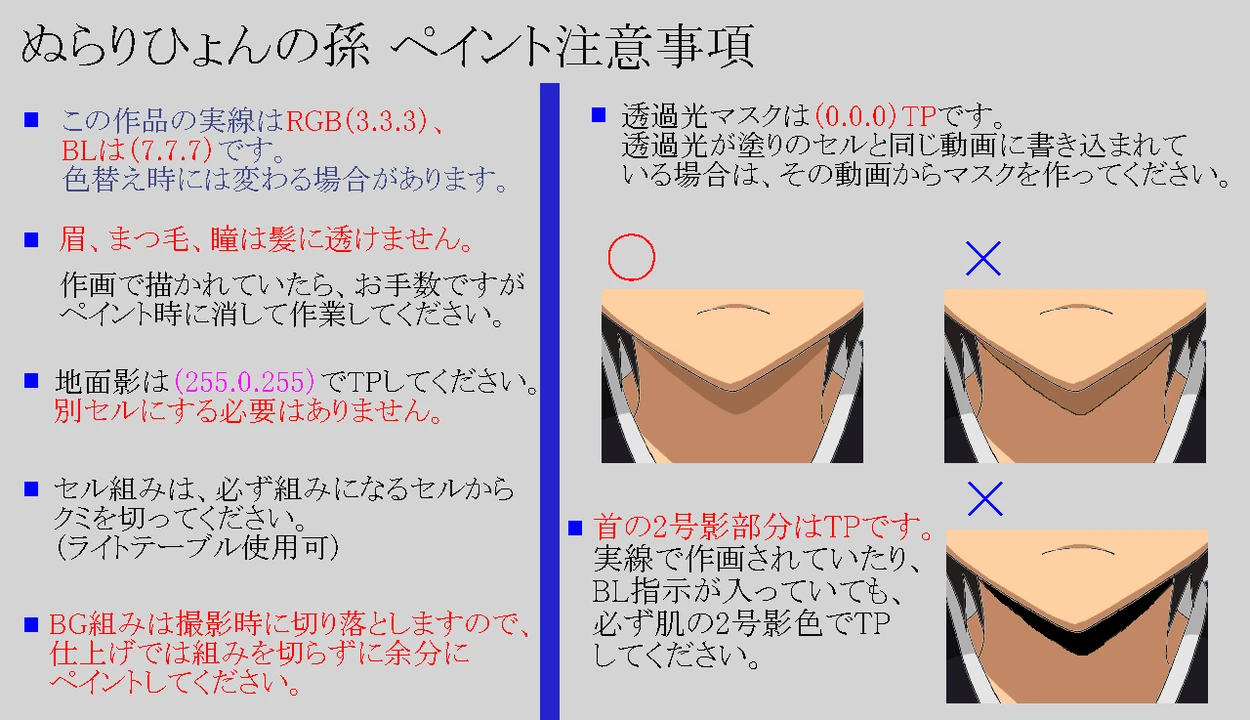 ぬらりひょんの孫 ペイント注意事項
■ この作品の実線はRGB(3.3.3)、
BLは(7.7.7)です。
色替え時には変わる場合があります。
■ 眉、まつ毛、瞳は髪に透けません。
作画で描かれていたら、お手数ですが
ペイント時に消して作業してください。
■ 地面影は(255.0.255)でTPしてください。
別セルにする必要はありません。
■ セル組みは、必ず組みになるセルから
クミを切ってください。
(ライトテーブル使用可)
■ BG組みは撮影時に切り落としますので、
仕上げでは組みを切らずに余分に
ペイントしてください。
■ 透過光マスクは(0.0.0)TPです。
透過光が塗りのセルと同じ動画に書き込まれて
いる場合は、その動画からマスクを作ってください。
○ ×
×
■ 首の2号影部分はTPです。
実線で作画されていたり、
BL指示が入っていても、
必ず肌の2号影色でTP
してください。